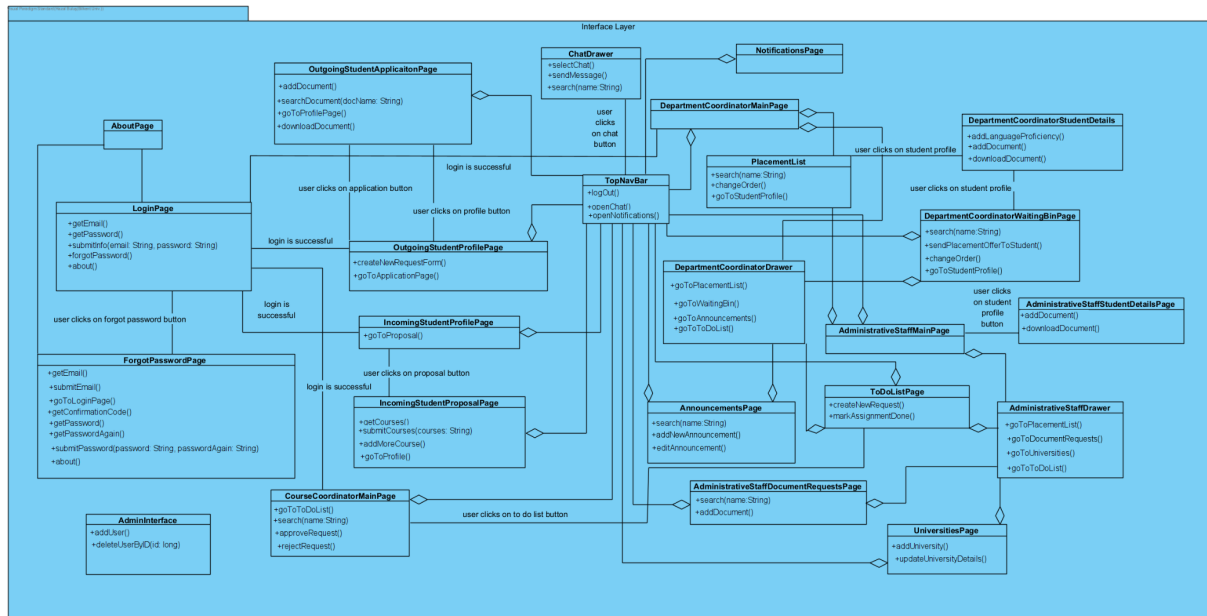 Interface Layer
ChatDrawer
+selectChat()
+sendMessage()
+search(name:String)
NotificationsPage
OutgoingStudentApplicaitonPage
+addDocument()
+searchDocument(docName: String)
+goToProfilePage()
+downloadDocument()
user
clicks
on chat
button
DepartmentCoordinatorMainPage
DepartmentCoordinatorStudentDetails
+addLanguageProficiency()
+addDocument()
+downloadDocument()
AboutPage
user clicks on student profile
login is successful
PlacementList
+search(name:String)
+changeOrder()
+goToStudentProfile()
TopNavBar
+logOut()
+openChat()
+openNotifications()
user clicks on application button
user clicks on student profile
LoginPage
+getEmail()
+getPassword()
+submitInfo(email: String, password: String)
+forgotPassword()
+about()
user clicks on profile button
DepartmentCoordinatorWaitingBinPage
+search(name:String)
+sendPlacementOfferToStudent()
+changeOrder()
+goToStudentProfile()
login is successful
OutgoingStudentProfilePage
+createNewRequestForm()
+goToApplicationPage()
DepartmentCoordinatorDrawer
+goToPlacementList()
+goToWaitingBin()
+goToAnnouncements()
+goToToDoList()
user
clicks
on student
profile
button
AdministrativeStaffStudentDetailsPage
+addDocument()
+downloadDocument()
login is
successful
user clicks on forgot password button
IncomingStudentProfilePage
+goToProposal()
AdministrativeStaffMainPage
ForgotPasswordPage
+getEmail()
+submitEmail()
+goToLoginPage()
+getConfirmationCode()
+getPassword()
+getPasswordAgain()
+submitPassword(password: String, passwordAgain: String)
+about()
user clicks on proposal button
login is successful
ToDoListPage
+createNewRequest()
+markAssignmentDone()
IncomingStudentProposalPage
+getCourses()
+submitCourses(courses: String)
+addMoreCourse()
+goToProfile()
AnnouncementsPage
+search(name:String)
+addNewAnnouncement()
+editAnnouncement()
AdministrativeStaffDrawer
+goToPlacementList()
+goToDocumentRequests()
+goToUniversities()
+goToToDoList()
AdministrativeStaffDocumentRequestsPage
+search(name:String)
+addDocument()
CourseCoordinatorMainPage
+goToToDoList()
+search(name:String)
+approveRequest()
+rejectRequest()
user clicks on to do list button
AdminInterface
+addUser()
+deleteUserByID(id: long)
UniversitiesPage
+addUniversity()
+updateUniversityDetails()